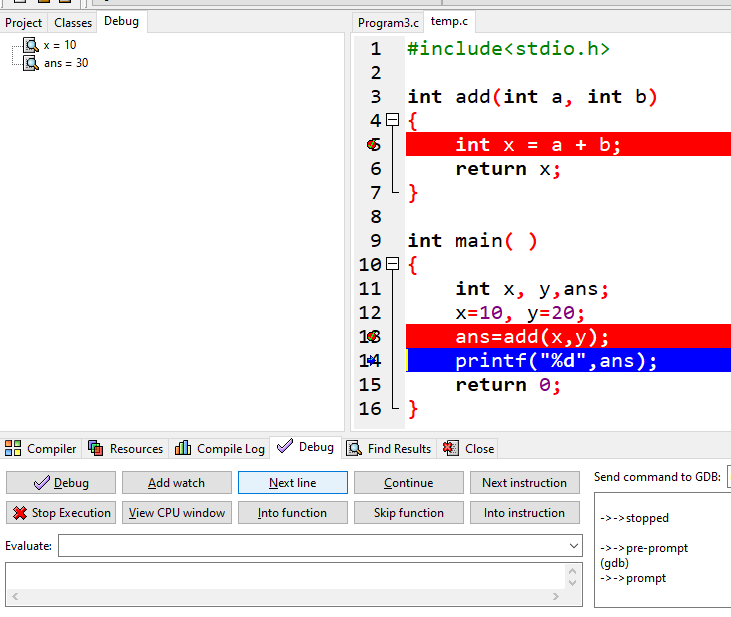 Project Classes Debug
x = 10
ans = 30
Program3.c temp.c
1 #include<stdio.h>
2
3 int add(int a, int b)
4 {
5 int x = a + b;
6 return x;
7 }
8
9 int main( )
10 {
11 int x, y,ans;
12 x=10, y=20;
13 ans=add(x,y);
14 printf("%d",ans);
15 return 0;
16 }
Compiler Resources Compile Log Debug Find Results Close
Debug Add watch Next line Continue Next instruction
Stop Execution View CPU window Into function Skip function Into instruction
Evaluate:
Send command to GDB:
->->stopped
->->pre-prompt
(gdb)
->->prompt